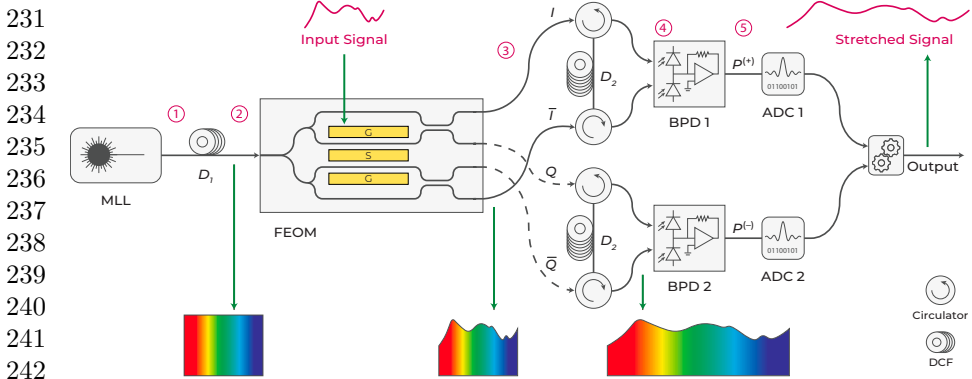 231
232
233
234
235
236
237
238
239
240
241
242
Input Signal
Stretched Signal
1
2
3
4
5
I
I̅
Q
Q̅
MLL
D1
G
S
G
FEOM
D2
D2
BPD 1
BPD 2
P(+)
P(−)
01100101
ADC 1
01100101
ADC 2
Output
Circulator
DCF